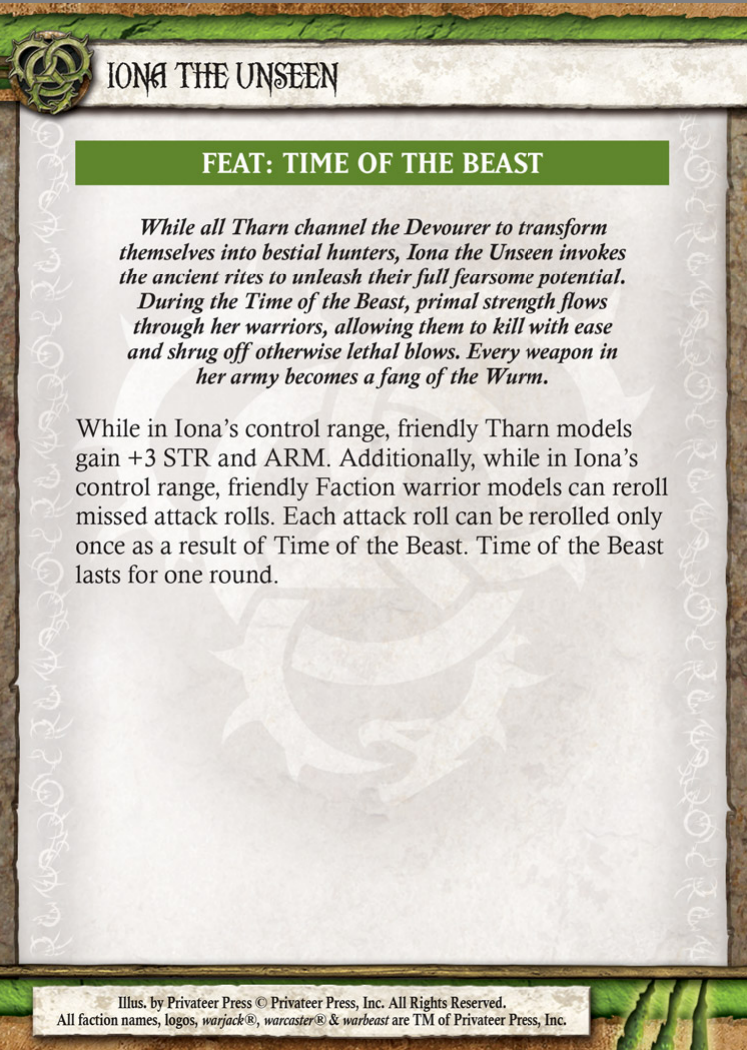 IONA THE UNSEEN
FEAT: TIME OF THE BEAST
While all Tharn channel the Devourer to transform
themselves into bestial hunters, Iona the Unseen invokes
the ancient rites to unleash their full fearsome potential.
During the Time of the Beast, primal strength flows
through her warriors, allowing them to kill with ease
and shrug off otherwise lethal blows. Every weapon in
her army becomes a fang of the Wurm.
While in Iona’s control range, friendly Tharn models
gain +3 STR and ARM. Additionally, while in Iona’s
control range, friendly Faction warrior models can reroll
missed attack rolls. Each attack roll can be rerolled only
once as a result of Time of the Beast. Time of the Beast
lasts for one round.
Illus. by Privateer Press © Privateer Press, Inc. All Rights Reserved.
All faction names, logos, warjack®, warcaster® & warbeast are TM of Privateer Press, Inc.